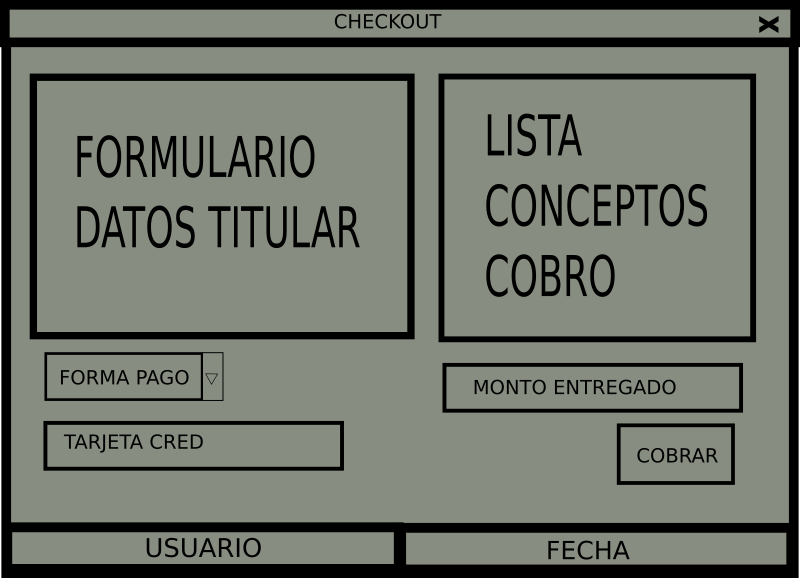 CHECKOUT
FORMULARIO
DATOS TITULAR
LISTA
CONCEPTOS
COBRO
FORMA PAGO
TARJETA CRED
MONTO ENTREGADO
COBRAR
USUARIO
FECHA